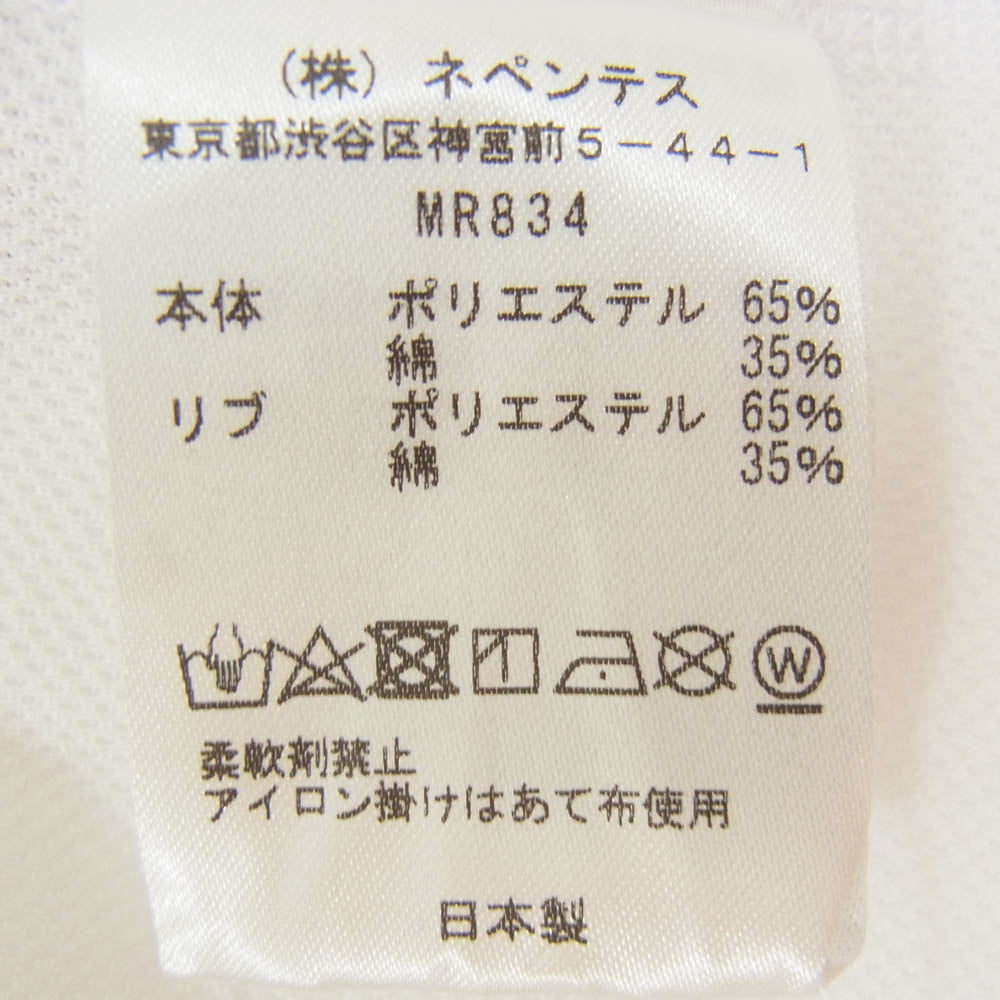 （株）ネペンテス
東京都渋谷区神宮前５－４４－１
MR834
本体 ポリエステル 65%
綿 35%
リブ ポリエステル 65%
綿 35%
W
柔軟剤禁止
アイロン掛けはあて布使用
日本製